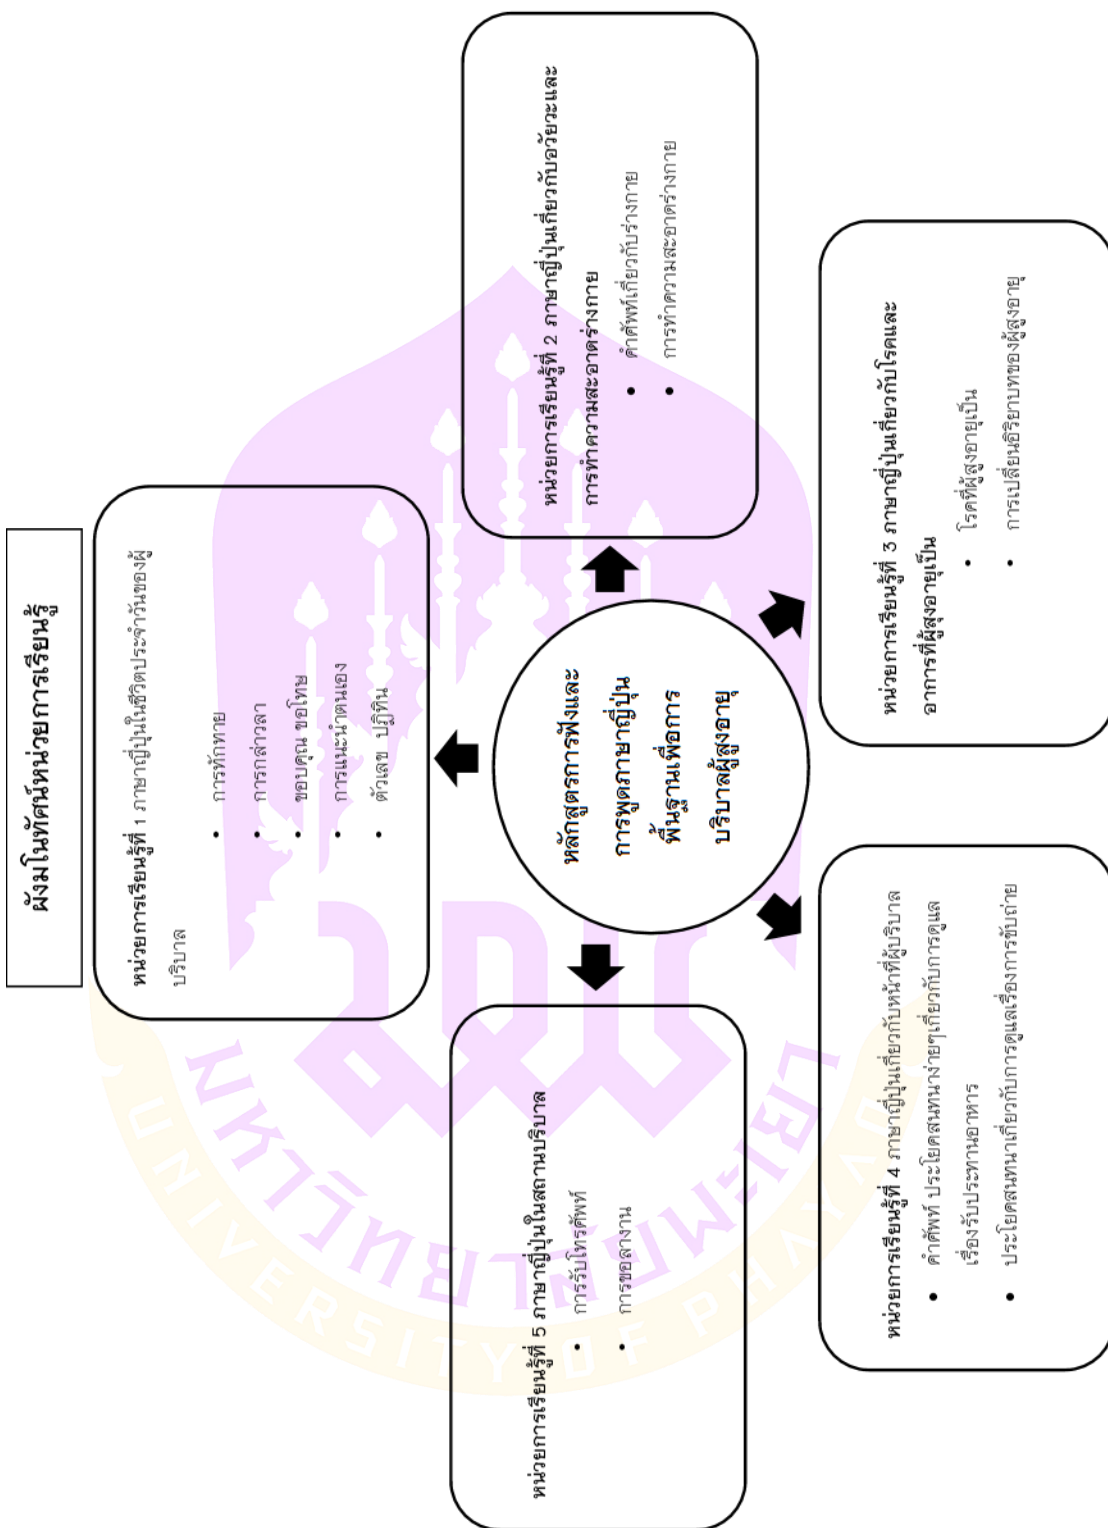 ผังมโนทัศน์หน่วยการเรียนรู้
หน่วยการเรียนรู้ที่ 1 ภาษาญี่ปุ่นในชีวิตประจำวันของผู้
บริบาล
• การทักทาย
• การกล่าวลา
• ขอบคุณ ขอโทษ
• การแนะนำตนเอง
• ตัวเลข ปฏิทิน
หน่วยการเรียนรู้ที่ 5 ภาษาญี่ปุ่นในสถานบริบาล
• การรับโทรศัพท์
• การขอลางาน
หลักสูตรการฟังและ
การพูดภาษาญี่ปุ่น
พื้นฐานเพื่อการ
บริบาลผู้สูงอายุ
หน่วยการเรียนรู้ที่ 2 ภาษาญี่ปุ่นเกี่ยวกับอวัยวะและ
การทำความสะอาดร่างกาย
• คำศัพท์เกี่ยวกับร่างกาย
• การทำความสะอาดร่างกาย
หน่วยการเรียนรู้ที่ 4 ภาษาญี่ปุ่นเกี่ยวกับหน้าที่ผู้บริบาล
• คำศัพท์ ประโยคสนทนาง่ายๆเกี่ยวกับการดูแล
เรื่องรับประทานอาหาร
• ประโยคสนทนาเกี่ยวกับการดูแลเรื่องการขับถ่าย
หน่วยการเรียนรู้ที่ 3 ภาษาญี่ปุ่นเกี่ยวกับโรคและ
อาการที่ผู้สูงอายุเป็น
• โรคที่ผู้สูงอายุเป็น
• การเปลี่ยนอิริยาบทของผู้สูงอายุ
มหาวิทยาลัยพะเยา
UNIVERSITY OF PHAYAO